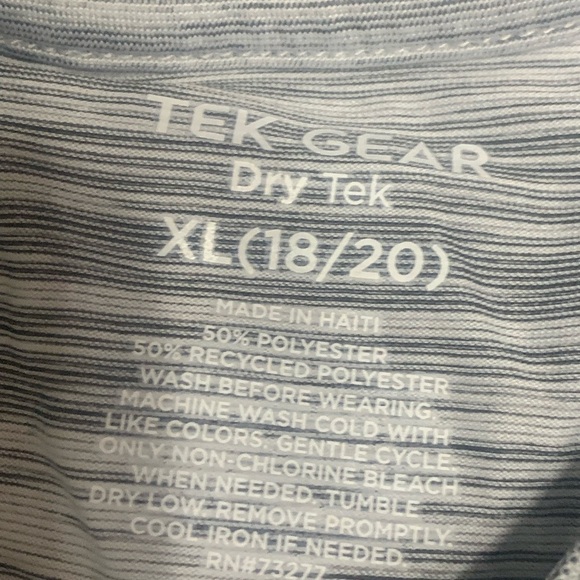 TEK GEAR
Dry Tek
XL(18/20)
MADE IN HAITI
50% POLYESTER
50% RECYCLED POLYESTER
WASH BEFORE WEARING.
MACHINE WASH COLD WITH
LIKE COLORS, GENTLE CYCLE.
ONLY NON-CHLORINE BLEACH
WHEN NEEDED. TUMBLE
DRY LOW. REMOVE PROMPTLY.
COOL IRON IF NEEDED.
RN#73277